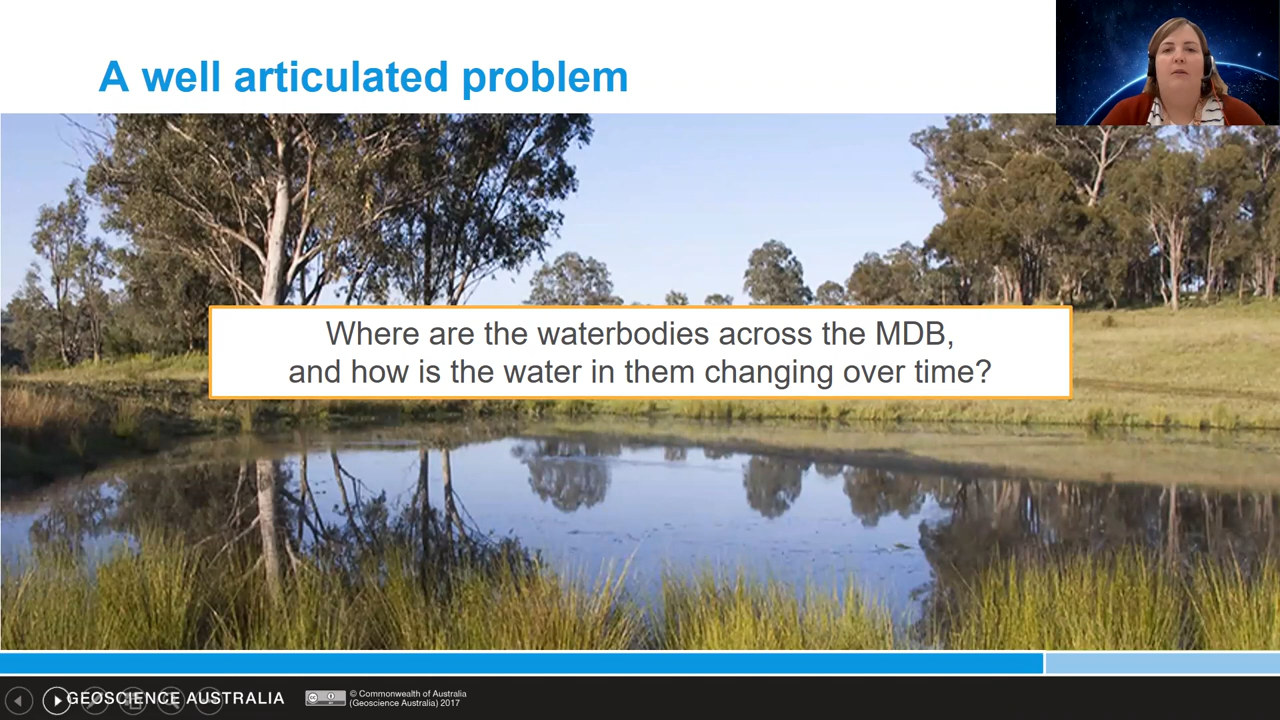 A well articulated problem
Where are the waterbodies across the MDB,
and how is the water in them changing over time?
GEOSCIENCE AUSTRALIA
© Commonwealth of Australia
(Geoscience Australia) 2017